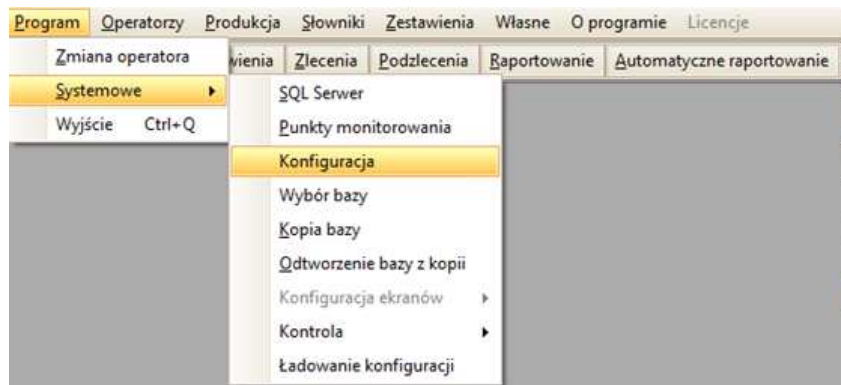 Program Operatorzy Produkcja Słowniki Zestawienia Własne O programie Licencje
Zmiana operatora
Systemowe
Wyjście Ctrl+Q
Zlecenia Podzlecenia Raportowanie Automatyczne raportowanie
SQL Serwer
Punkty monitorowania
Konfiguracja
Wybór bazy
Kopia bazy
Odtworzenie bazy z kopii
Konfiguracja ekranów
Kontrola
Ładowanie konfiguracji